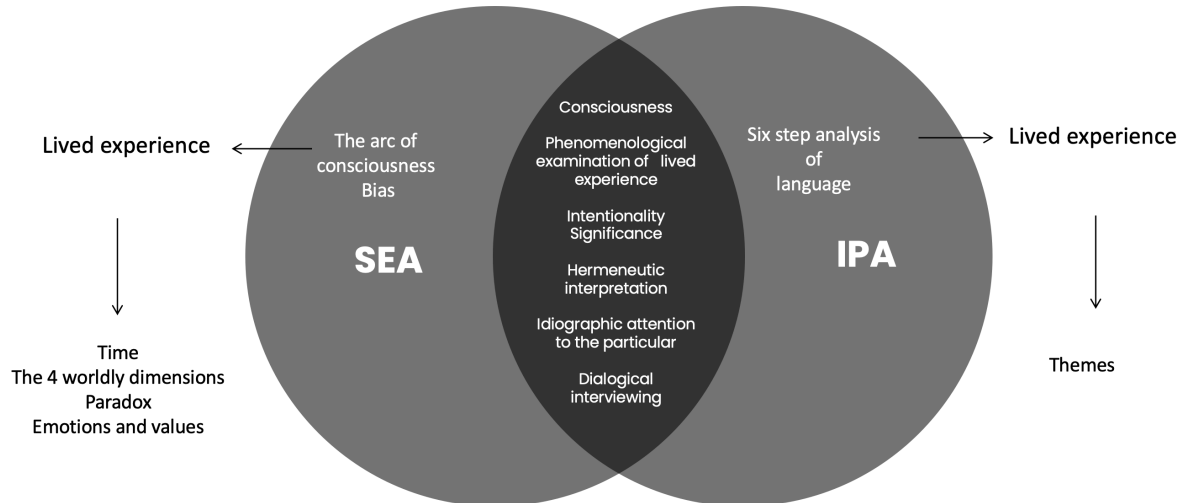 Lived experience
Time
The 4 worldly dimensions
Paradox
Emotions and values
The arc of
consciousness
Bias
SEA
Consciousness
Phenomenological
examination of lived
experience
Intentionality
Significance
Hermeneutic
interpretation
Idiographic attention
to the particular
Dialogical
interviewing
Six step analysis
of
language
IPA
Lived experience
Themes